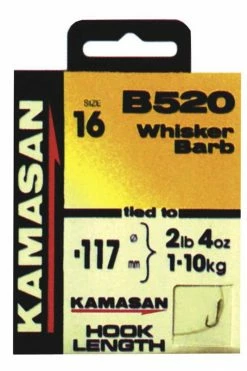 KAMASAN
SIZE
16
B520
Whisker
Barb
tied to
·117 ø mm } 2lb 4oz
1·10kg
KAMASAN
HOOK
LENGTH